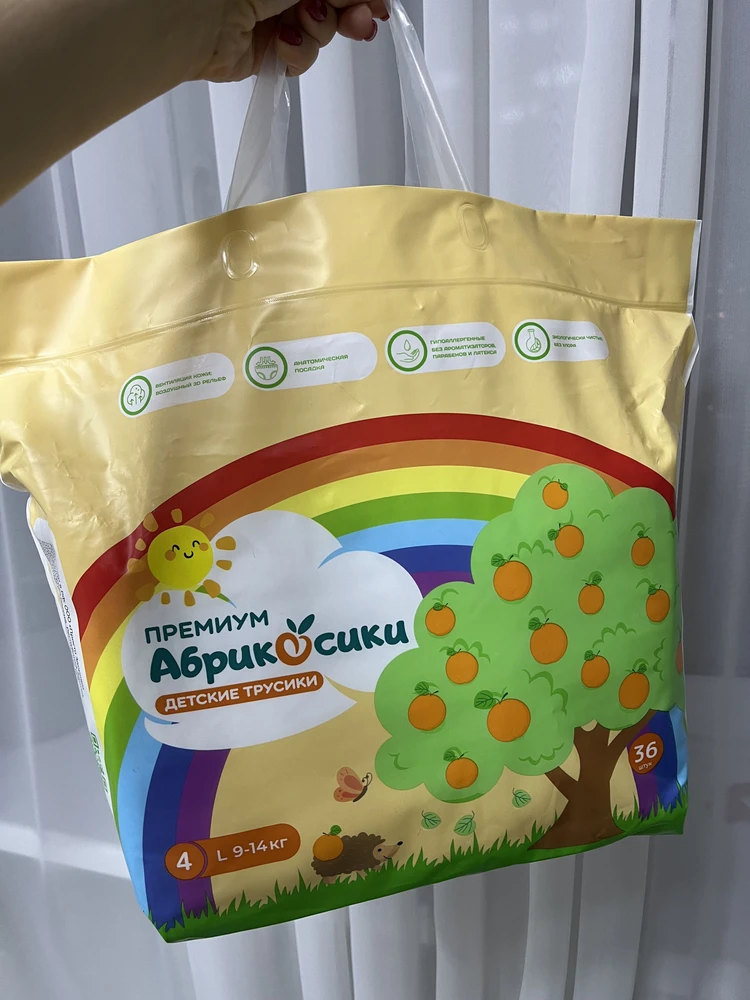 ВЕНТИЛЯЦИЯ КОЖИ:
ВОЗДУШНЫЙ 3D РЕЛЬЕФ
АНАТОМИЧЕСКАЯ
ПОСАДКА
ГИПОАЛЛЕРГЕННЫЕ
БЕЗ АРОМАТИЗАТОРОВ,
ПАРАБЕНОВ И ЛАТЕКСА
ЭКОЛОГИЧЕСКИ ЧИСТЫЕ
БЕЗ ХЛОРА
ПРЕМИУМ
Абрикосики
ДЕТСКИЕ ТРУСИКИ
36
штук
4 L 9-14 кг